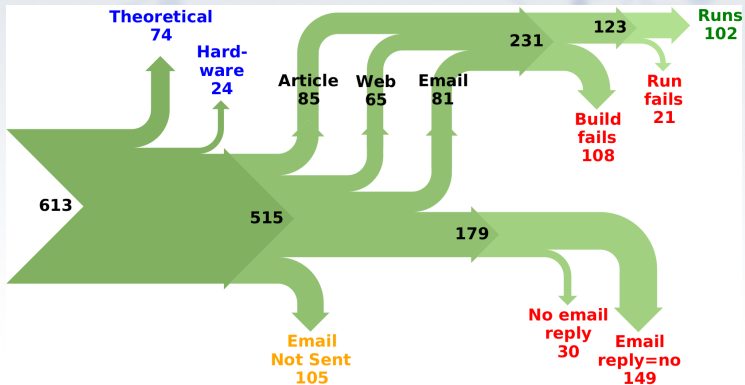 Theoretical
74
Hard-
ware
24
Article
85
Web
65
Email
81
231
123
Runs
102
Run
fails
21
Build
fails
108
613
515
179
Email
Not Sent
105
No email
reply
30
Email
reply=no
149